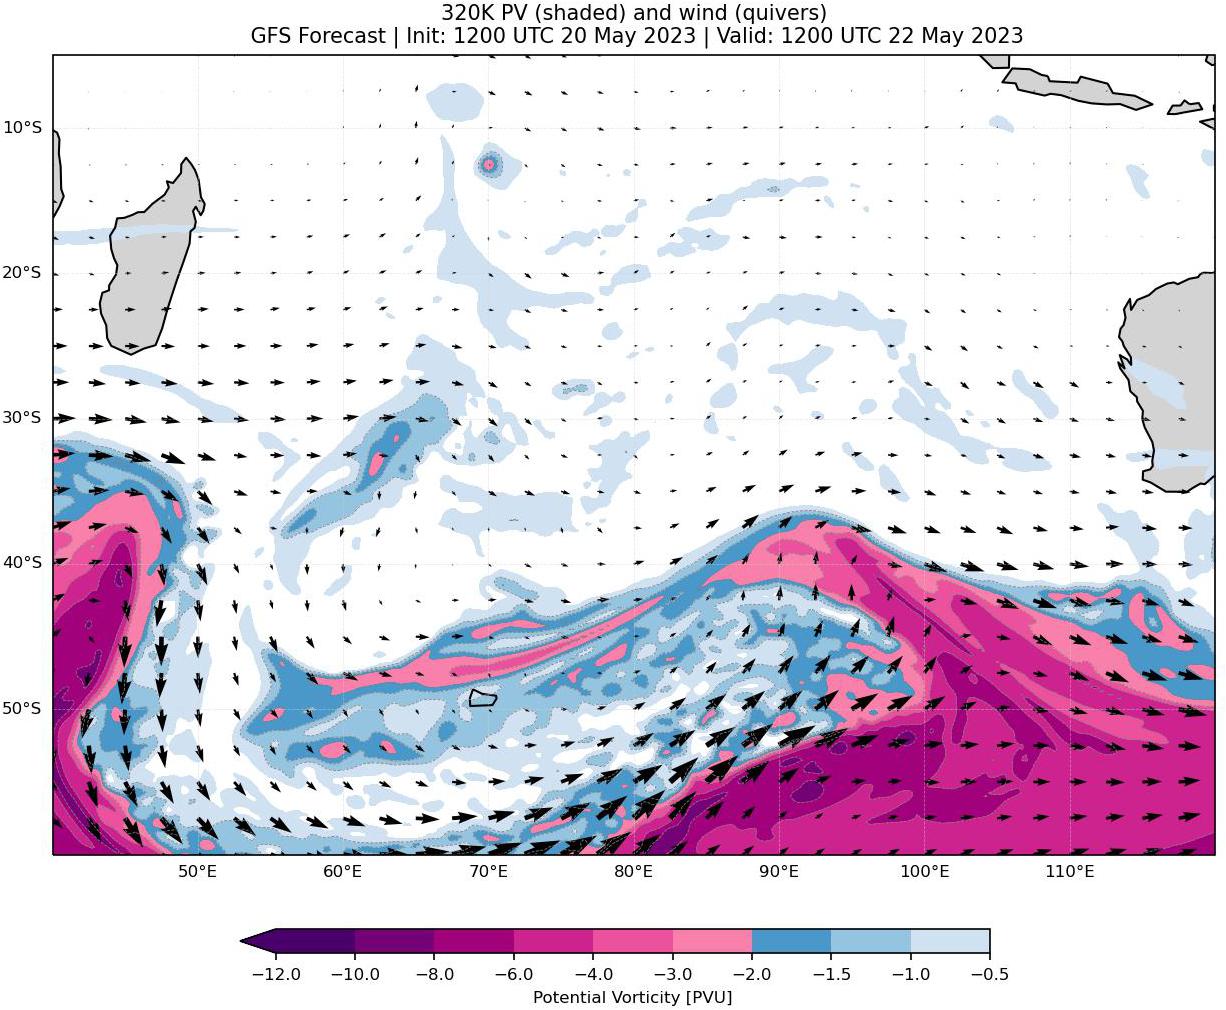 320K PV (shaded) and wind (quivers)
GFS Forecast | Init: 1200 UTC 20 May 2023 | Valid: 1200 UTC 22 May 2023
10°S
20°S
30°S
40°S
50°S
50°E 60°E 70°E 80°E 90°E 100°E 110°E
−12.0 −10.0 −8.0 −6.0 −4.0 −3.0 −2.0 −1.5 −1.0 −0.5
Potential Vorticity [PVU]